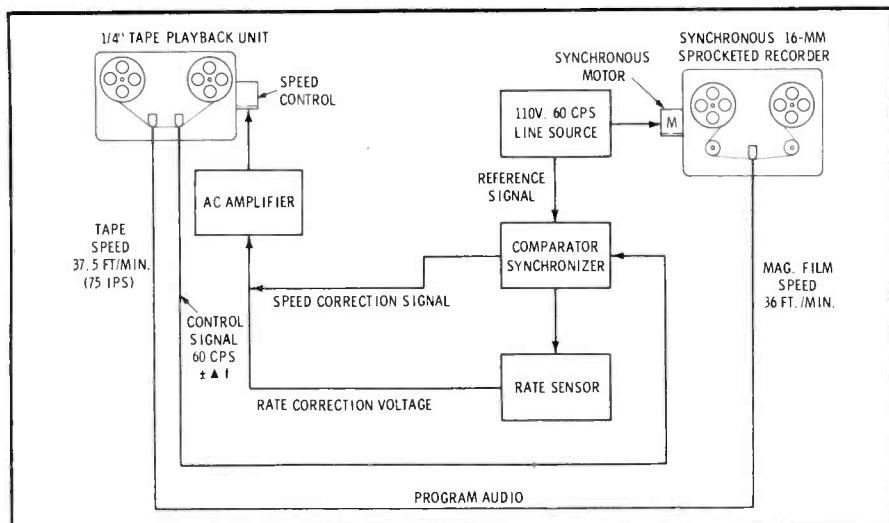 1/4" TAPE PLAYBACK UNIT
SPEED
CONTROL
SYNCHRONOUS
MOTOR
SYNCHRONOUS 16-MM
SPROCKETED RECORDER
110V, 60 CPS
LINE SOURCE
M
REFERENCE
SIGNAL
AC AMPLIFIER
TAPE
SPEED
37.5 FT/MIN.
(75 IPS)
COMPARATOR
SYNCHRONIZER
MAG. FILM
SPEED
36 FT./MIN.
SPEED CORRECTION SIGNAL
CONTROL
SIGNAL
60 CPS
± ▲ f
RATE SENSOR
RATE CORRECTION VOLTAGE
PROGRAM AUDIO